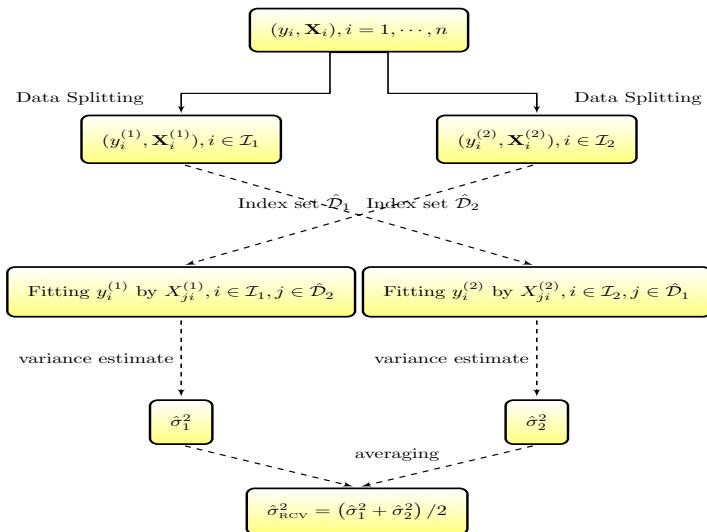 (y_i, X_i), i = 1, ⋯, n
Data Splitting Data Splitting
(y_i^{(1)}, X_i^{(1)}), i ∈ I_1 (y_i^{(2)}, X_i^{(2)}), i ∈ I_2
Index set D̂_1 Index set D̂_2
Fitting y_i^{(1)} by X_{ji}^{(1)}, i ∈ I_1, j ∈ D̂_2 Fitting y_i^{(2)} by X_{ji}^{(2)}, i ∈ I_2, j ∈ D̂_1
variance estimate variance estimate
σ̂_1^2 σ̂_2^2
averaging
σ̂_{RCV}^2 = (σ̂_1^2 + σ̂_2^2) /2